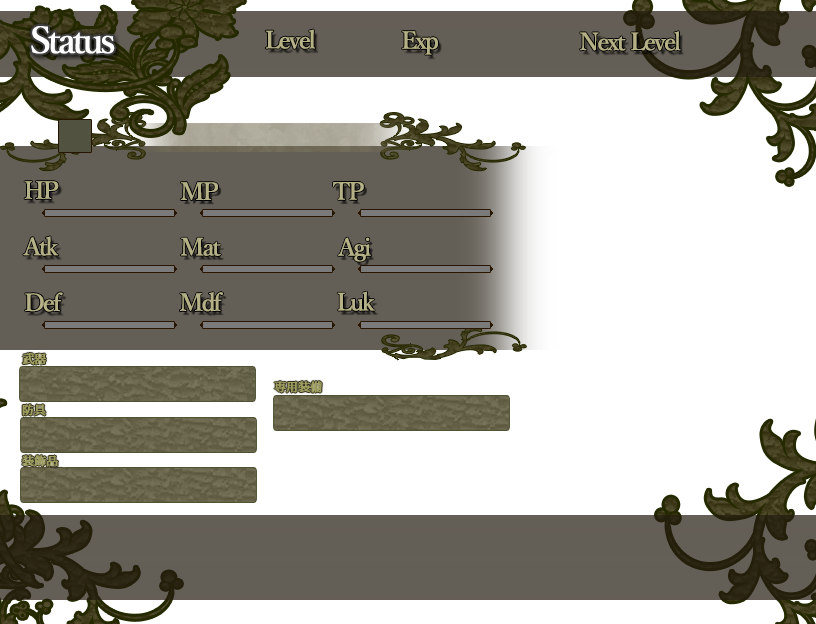 Status Level Exp Next Level
HP MP TP
Atk Mat Agi
Def Mdf Luk
武器
専用装備
防具
装飾品